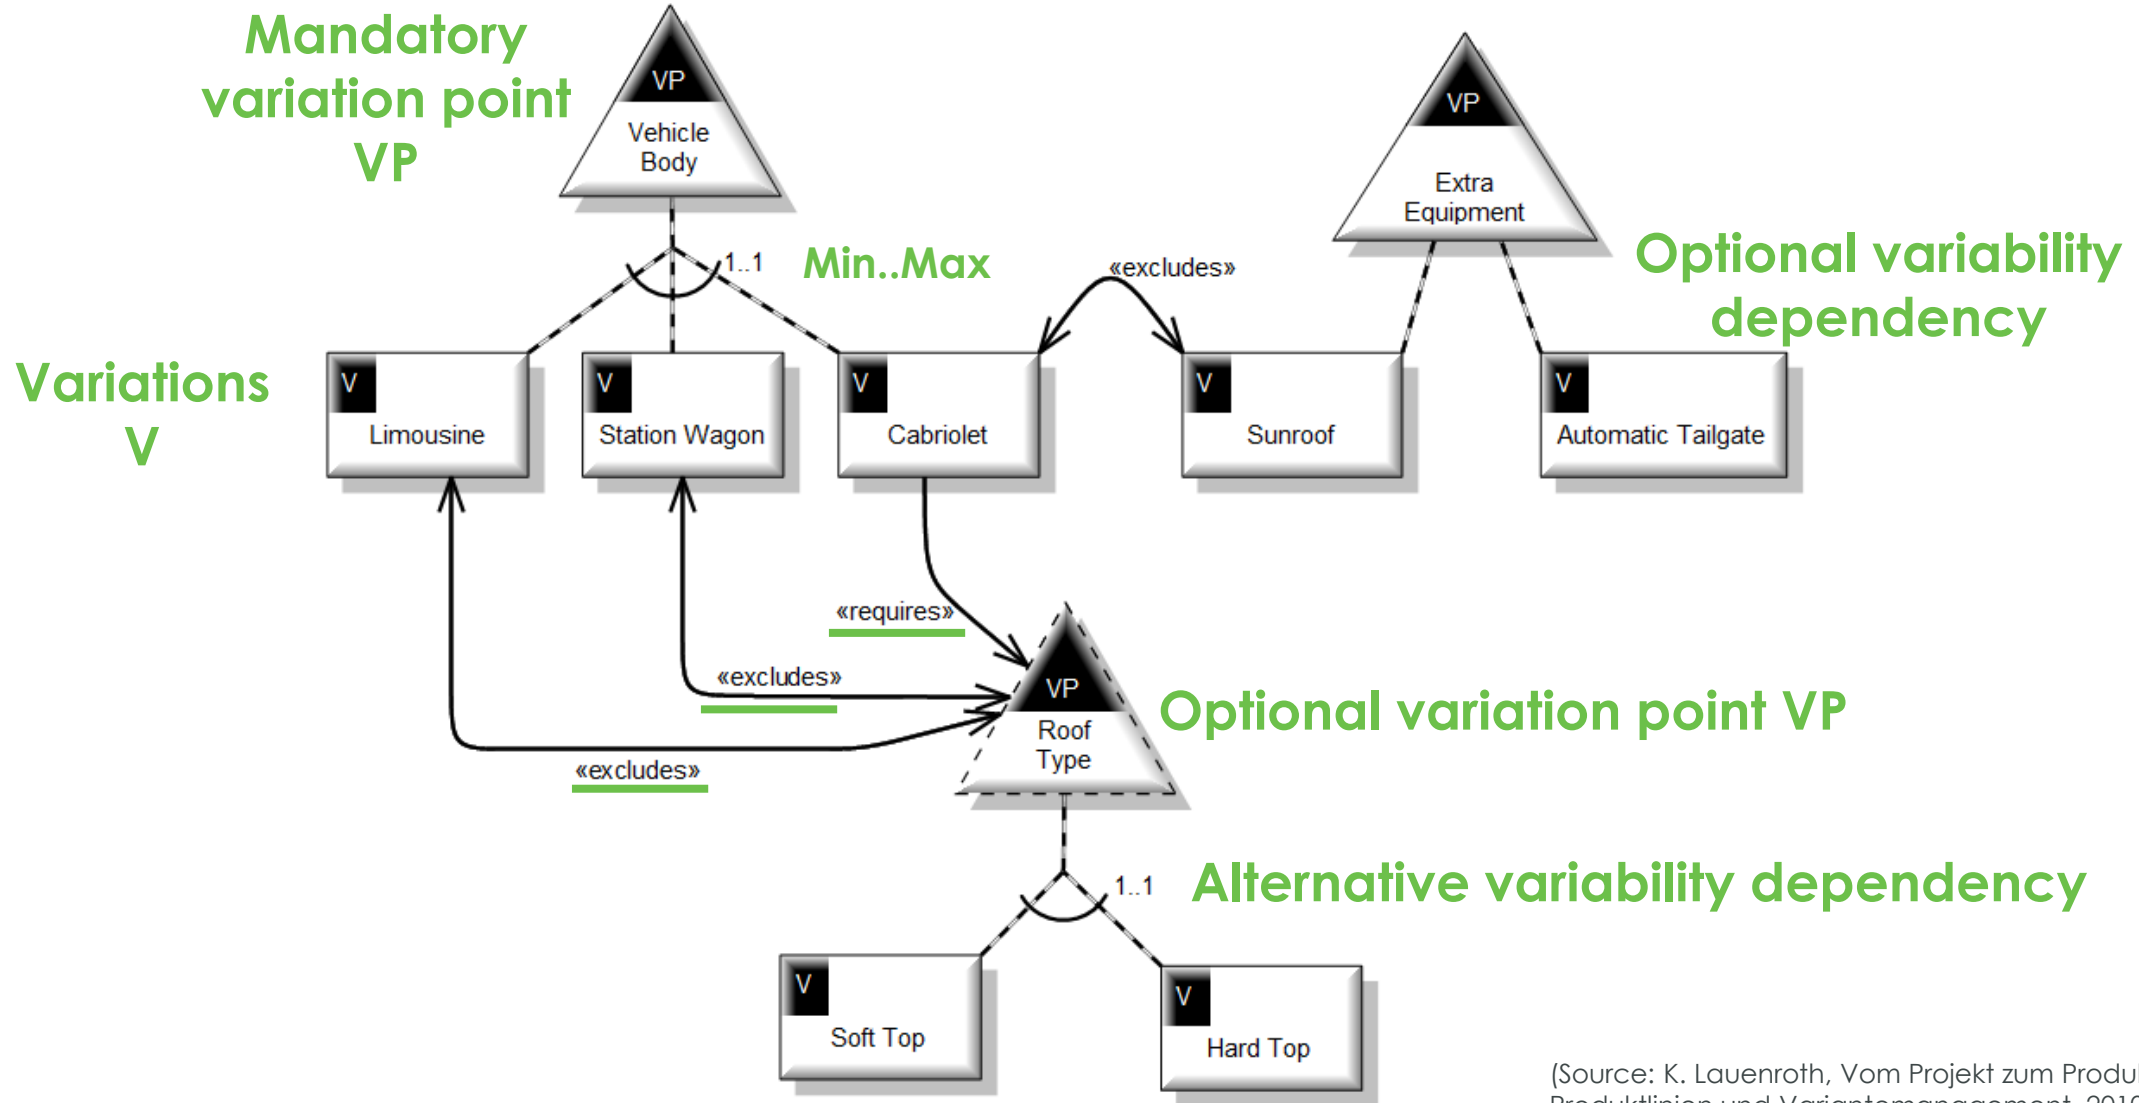 Mandatory
variation point
VP
VP
Vehicle
Body
VP
Extra
Equipment
1..1
Min..Max
«excludes»
Optional variability
dependency
Variations
V
V
Limousine
V
Station Wagon
V
Cabriolet
V
Sunroof
V
Automatic Tailgate
«requires»
«excludes»
«excludes»
VP
Roof
Type
Optional variation point VP
1..1
Alternative variability dependency
V
Soft Top
V
Hard Top
(Source: K. Lauenroth, Vom Projekt zum Produ